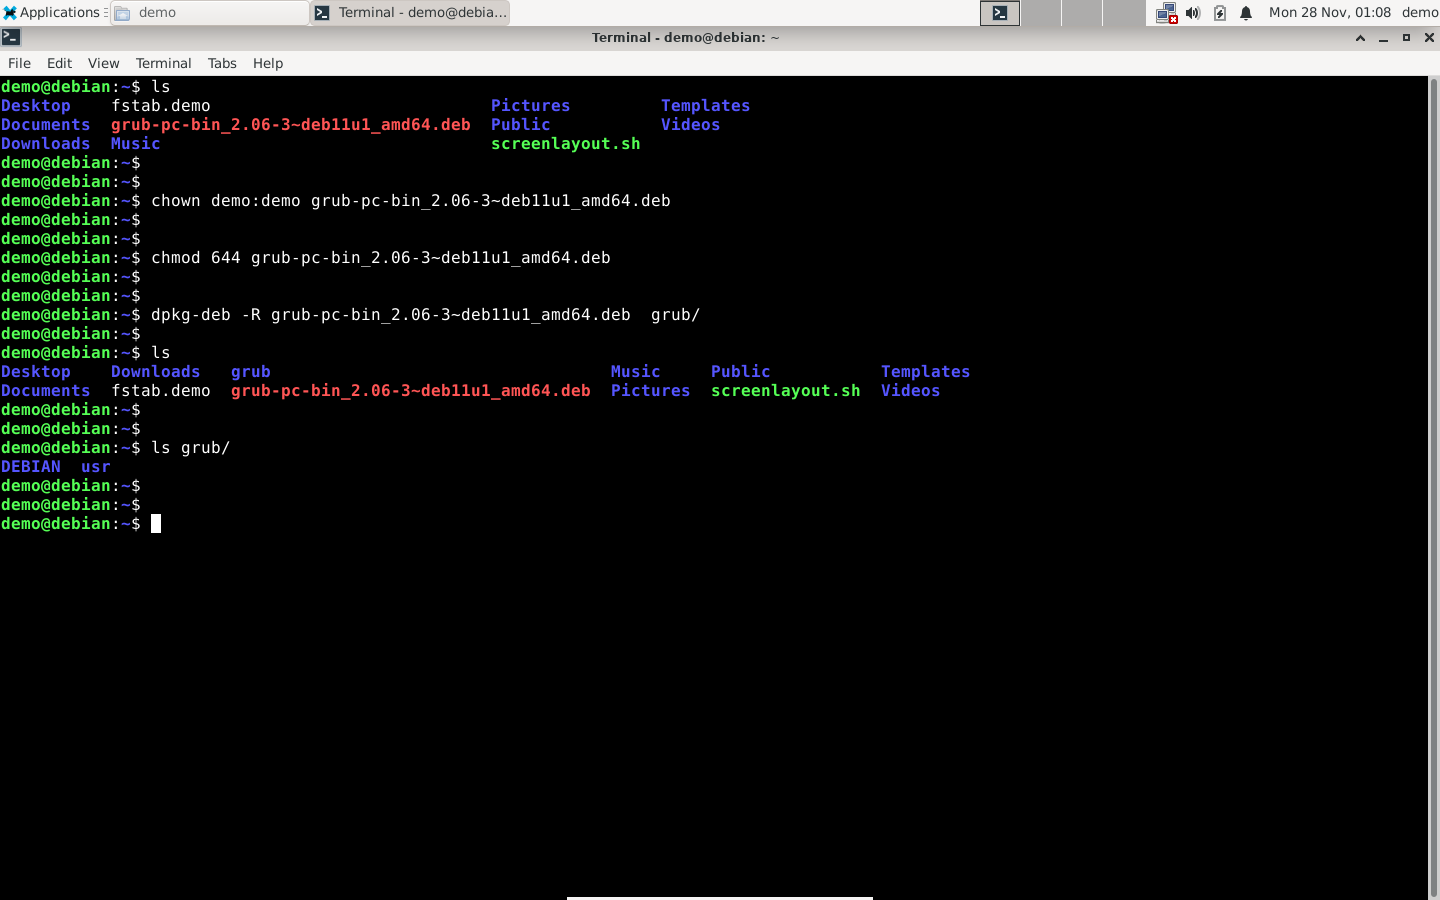 Applications demo Terminal - demo@debia... Mon 28 Nov, 01:08 demo
Terminal - demo@debian: ~
File Edit View Terminal Tabs Help
demo@debian:~$ ls
Desktop    fstab.demo                            Pictures         Templates
Documents  grub-pc-bin_2.06-3~deb11u1_amd64.deb  Public           Videos
Downloads  Music                                 screenlayout.sh
demo@debian:~$
demo@debian:~$
demo@debian:~$ chown demo:demo grub-pc-bin_2.06-3~deb11u1_amd64.deb
demo@debian:~$
demo@debian:~$
demo@debian:~$ chmod 644 grub-pc-bin_2.06-3~deb11u1_amd64.deb
demo@debian:~$
demo@debian:~$
demo@debian:~$ dpkg-deb -R grub-pc-bin_2.06-3~deb11u1_amd64.deb  grub/
demo@debian:~$
demo@debian:~$ ls
Desktop    Downloads   grub                                  Music     Public           Templates
Documents  fstab.demo  grub-pc-bin_2.06-3~deb11u1_amd64.deb  Pictures  screenlayout.sh  Videos
demo@debian:~$
demo@debian:~$
demo@debian:~$ ls grub/
DEBIAN  usr
demo@debian:~$
demo@debian:~$
demo@debian:~$